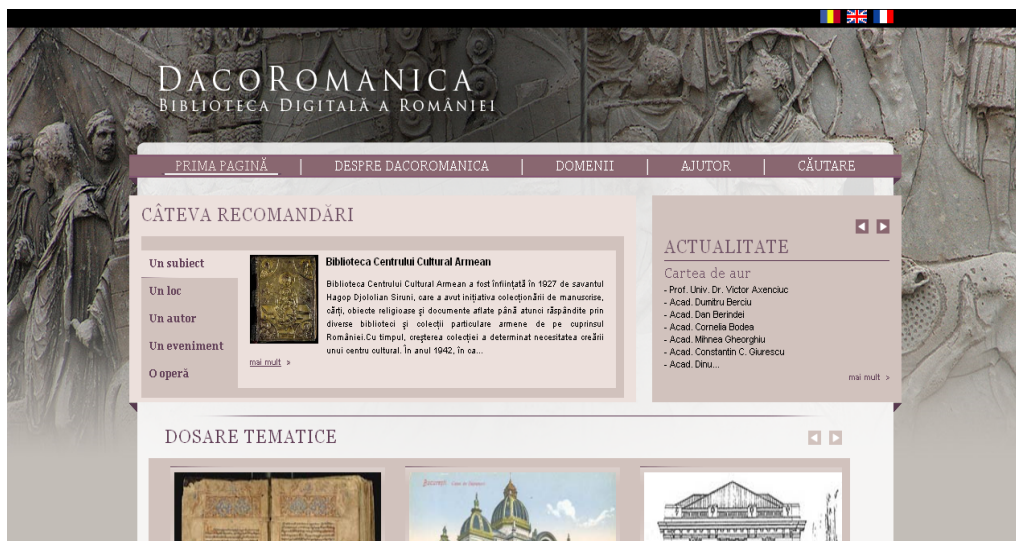 DACOROMANICA
BIBLIOTECA DIGITALĂ A ROMÂNIEI
PRIMA PAGINĂ | DESPRE DACOROMANICA | DOMENII | AJUTOR | CĂUTARE
CÂTEVA RECOMANDĂRI
Un subiect
Un loc
Un autor
Un eveniment
O operă
Biblioteca Centrului Cultural Armean
Biblioteca Centrului Cultural Armean a fost înființată în 1927 de savantul
Hagop Djololian Siruni, care a avut inițiativa colecționării de manuscrise,
cărți, obiecte religioase și documente aflate până atunci răspândite prin
diverse biblioteci și colecții particulare armene de pe cuprinsul
României.Cu timpul, creșterea colecției a determinat necesitatea creării
unui centru cultural. În anul 1942, în ca...
mai mult »
ACTUALITATE
Cartea de aur
- Prof. Univ. Dr. Victor Axenciuc
- Acad. Dumitru Berciu
- Acad. Dan Berindei
- Acad. Cornelia Bodea
- Acad. Mihnea Gheorghiu
- Acad. Constantin C. Giurescu
- Acad. Dinu...
mai mult »
DOSARE TEMATICE